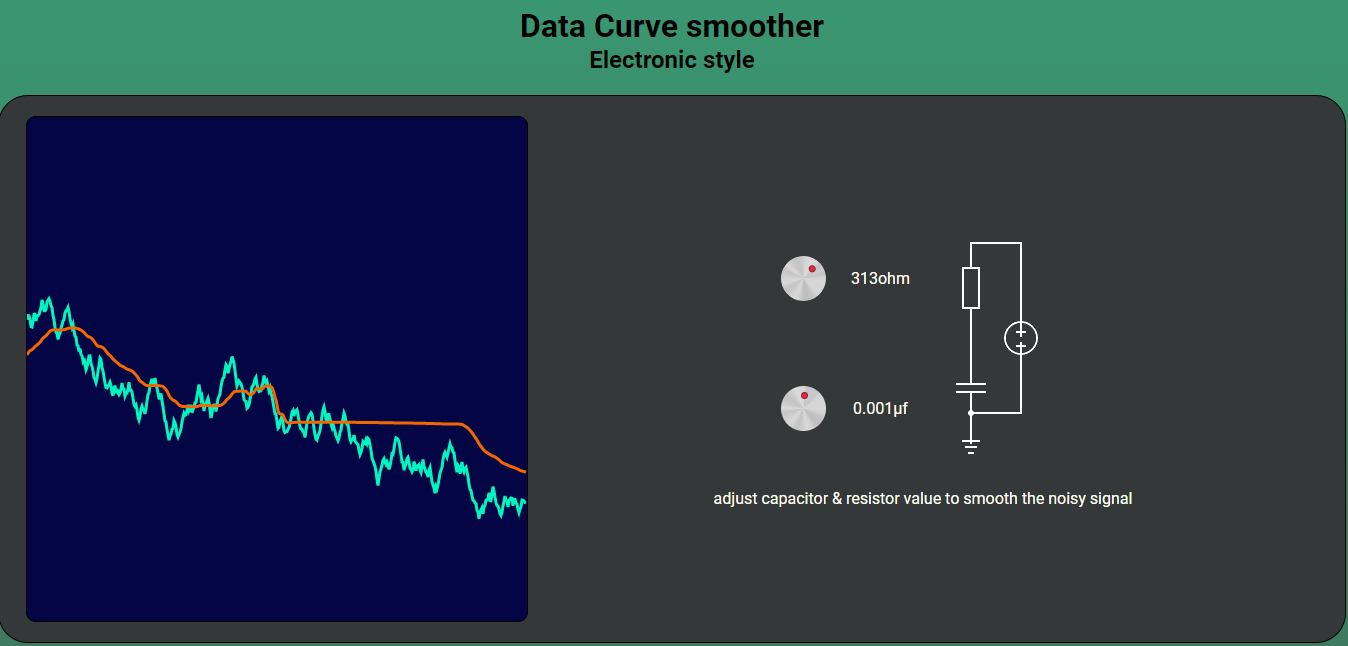 Data Curve smoother
Electronic style
313ohm
0.001µf
adjust capacitor & resistor value to smooth the noisy signal